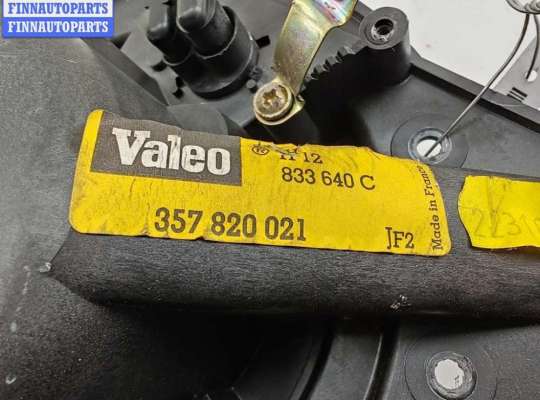 FINNAUTOPARTS
FINNAUTOPARTS
Valeo
H 12
833 640 C
357 820 021
JF2
Made in France